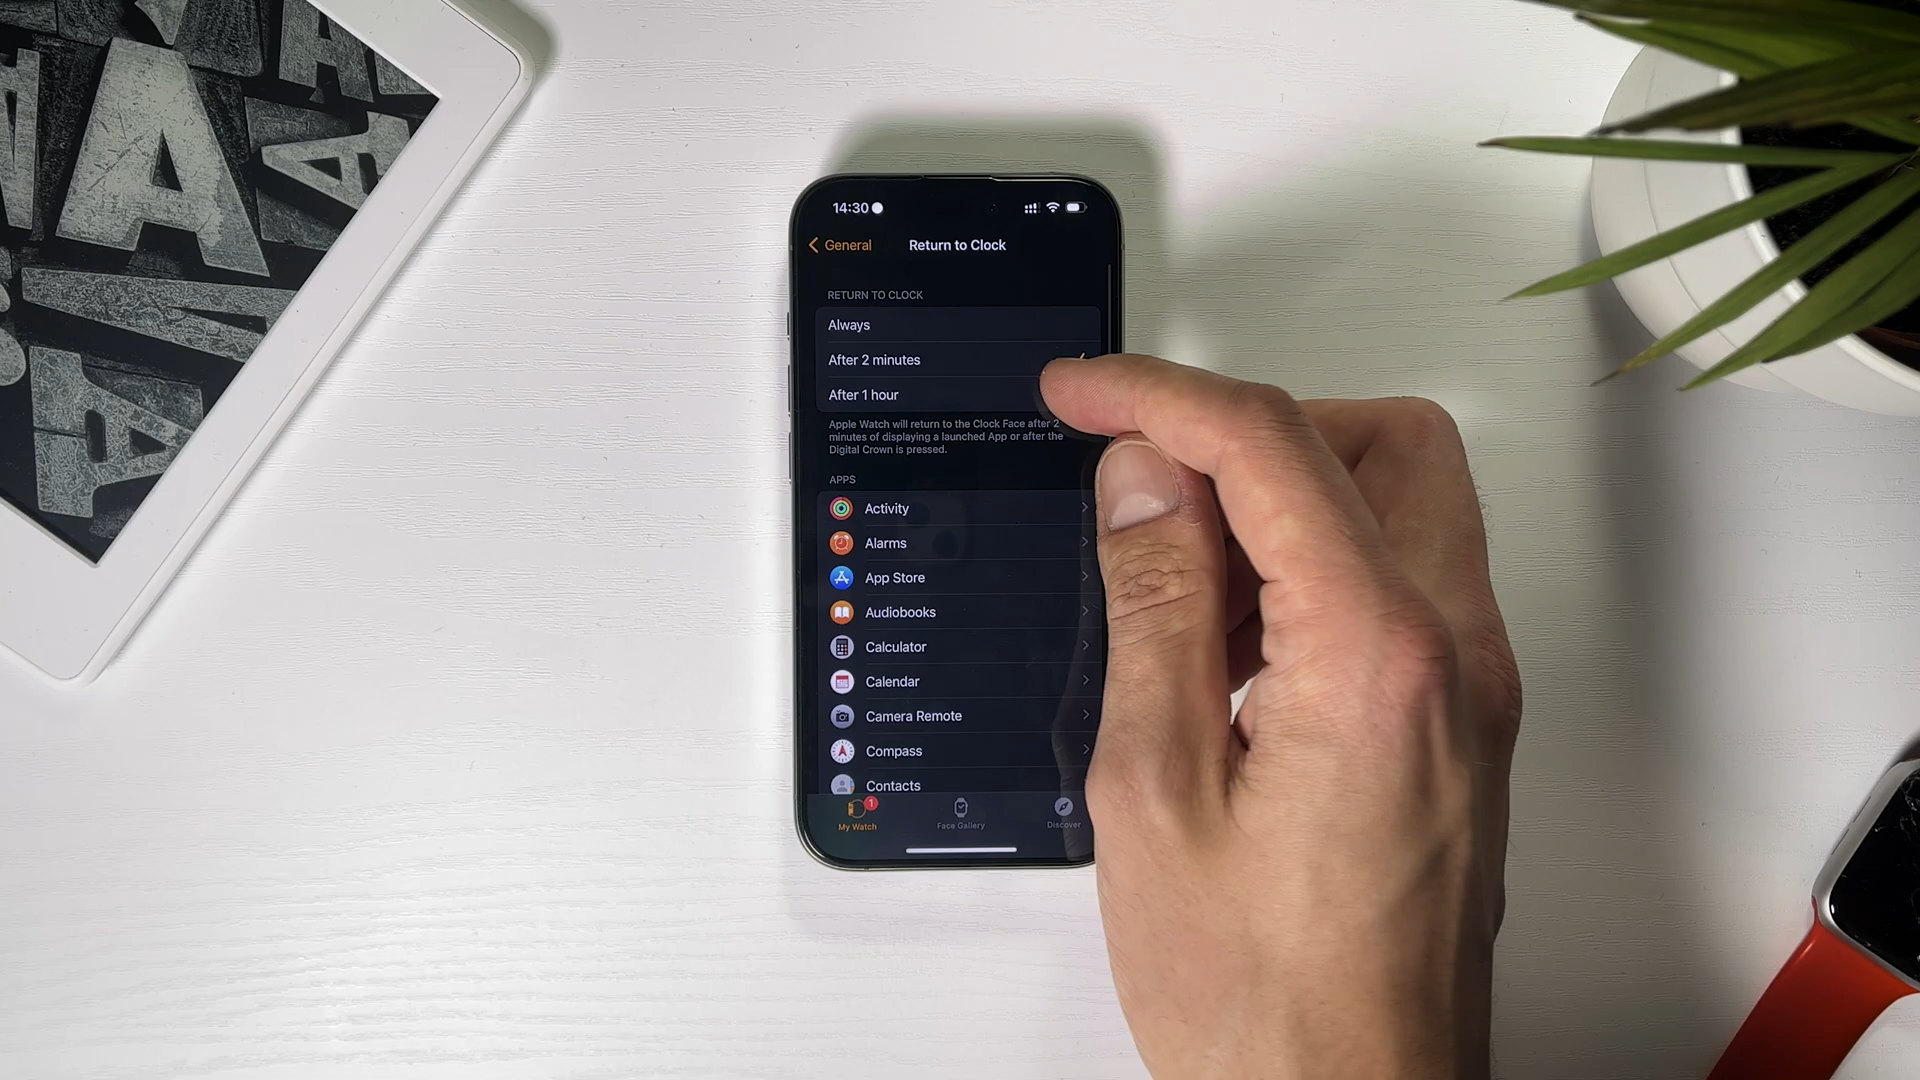 14:30
General
Return to Clock
RETURN TO CLOCK
Always
After 2 minutes
After 1 hour
Apple Watch will return to the Clock Face after 2
minutes of displaying a launched App or after the
Digital Crown is pressed.
APPS
Activity
Alarms
App Store
Audiobooks
Calculator
Calendar
Camera Remote
Compass
Contacts
1
My Watch
Face Gallery
Discover
A
A
A
A